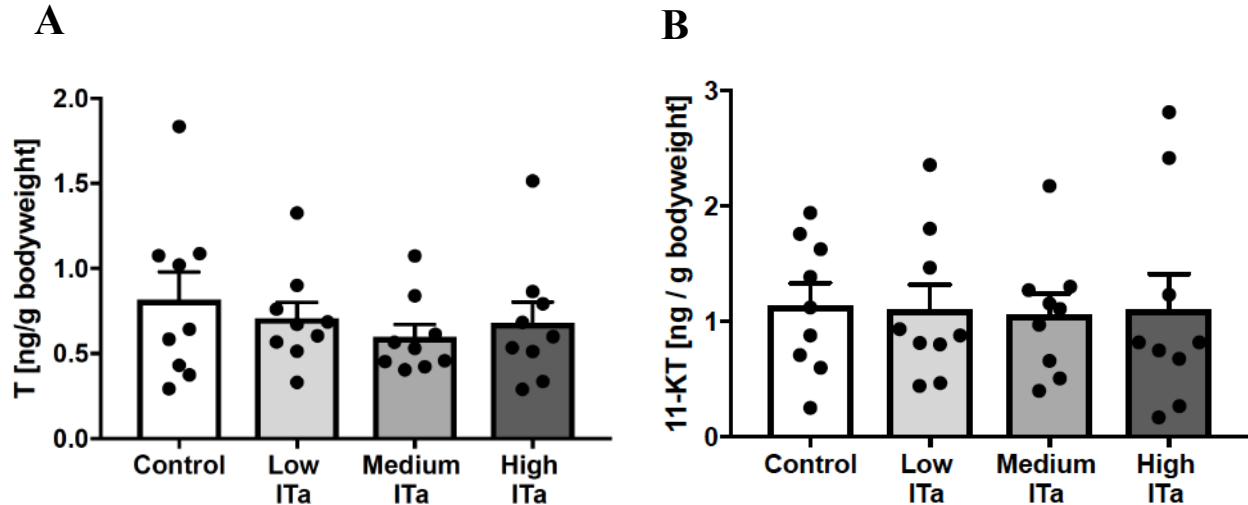 A
B
T [ng/g bodyweight]
2.0
1.5
1.0
0.5
0.0
Control
Low
ITa
Medium
ITa
High
ITa
11-KT [ng / g bodyweight]
3
2
1
0
Control
Low
ITa
Medium
ITa
High
ITa